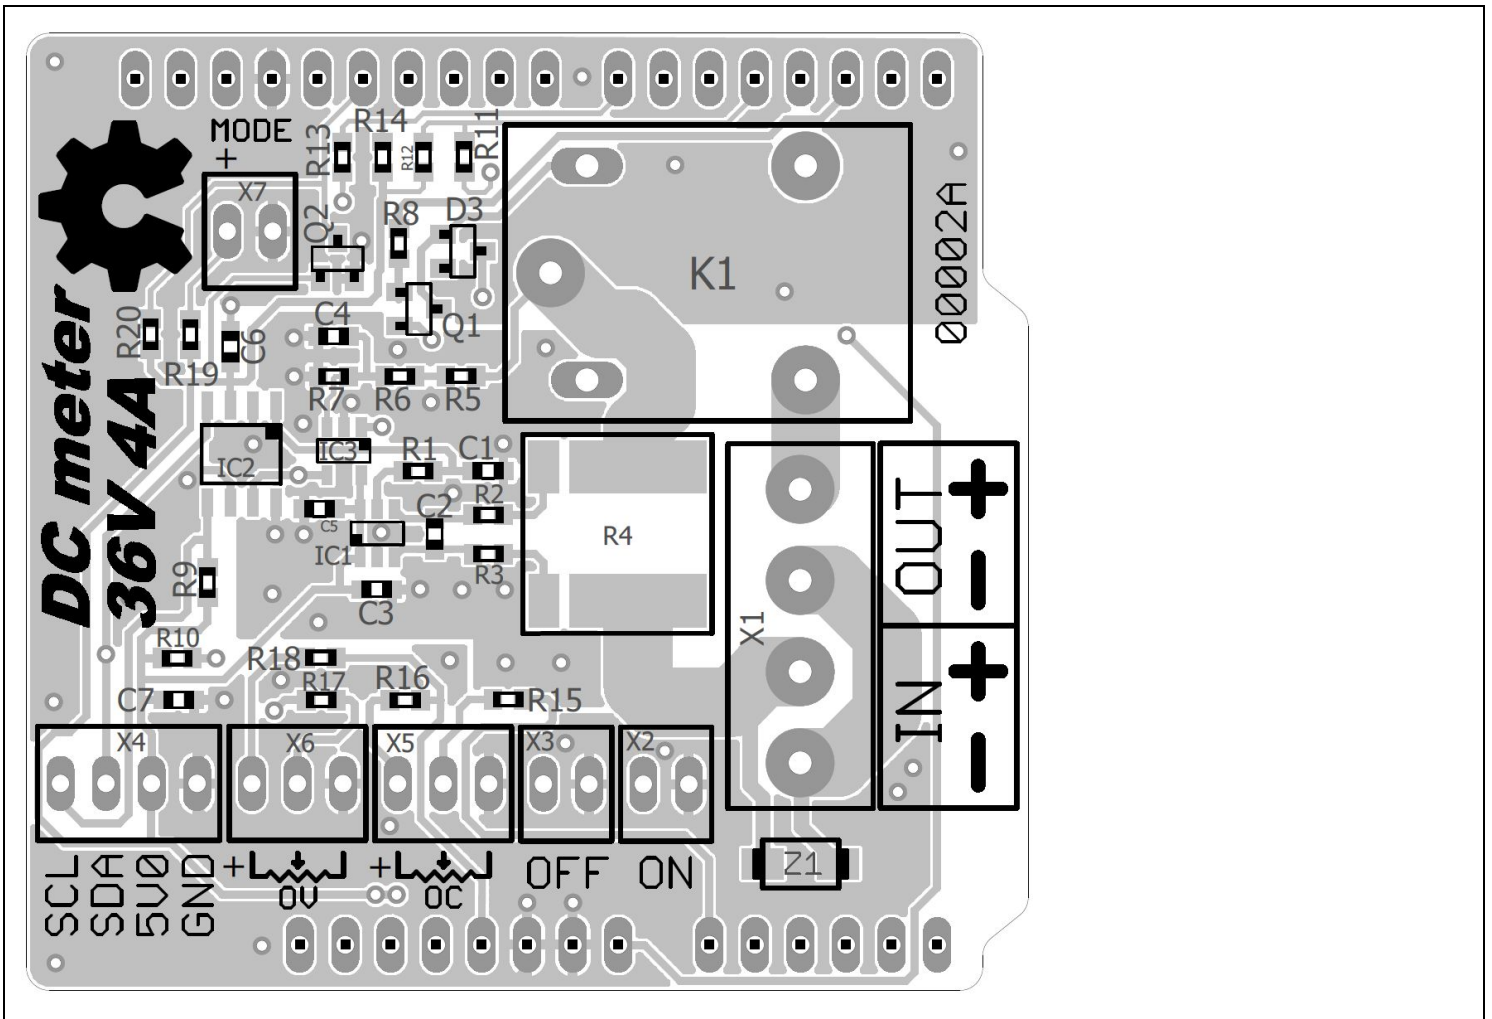 MODE
+
X7
R13
R14
R12
R11
Q2
R8
D3
K1
00002A
Q1
C4
R20
R19
C6
R7
R6
R5
DC meter
36V 4A
IC2
IC3
R1
C1
R2
C5
C2
IC1
R3
R4
C3
R9
R10
R18
R17
R16
R15
C7
X1
OUT
+
-
IN
+
-
X4
X6
X5
X3
X2
SCL
SDA
5V0
GND
+
OV
+
OC
OFF
ON
Z1